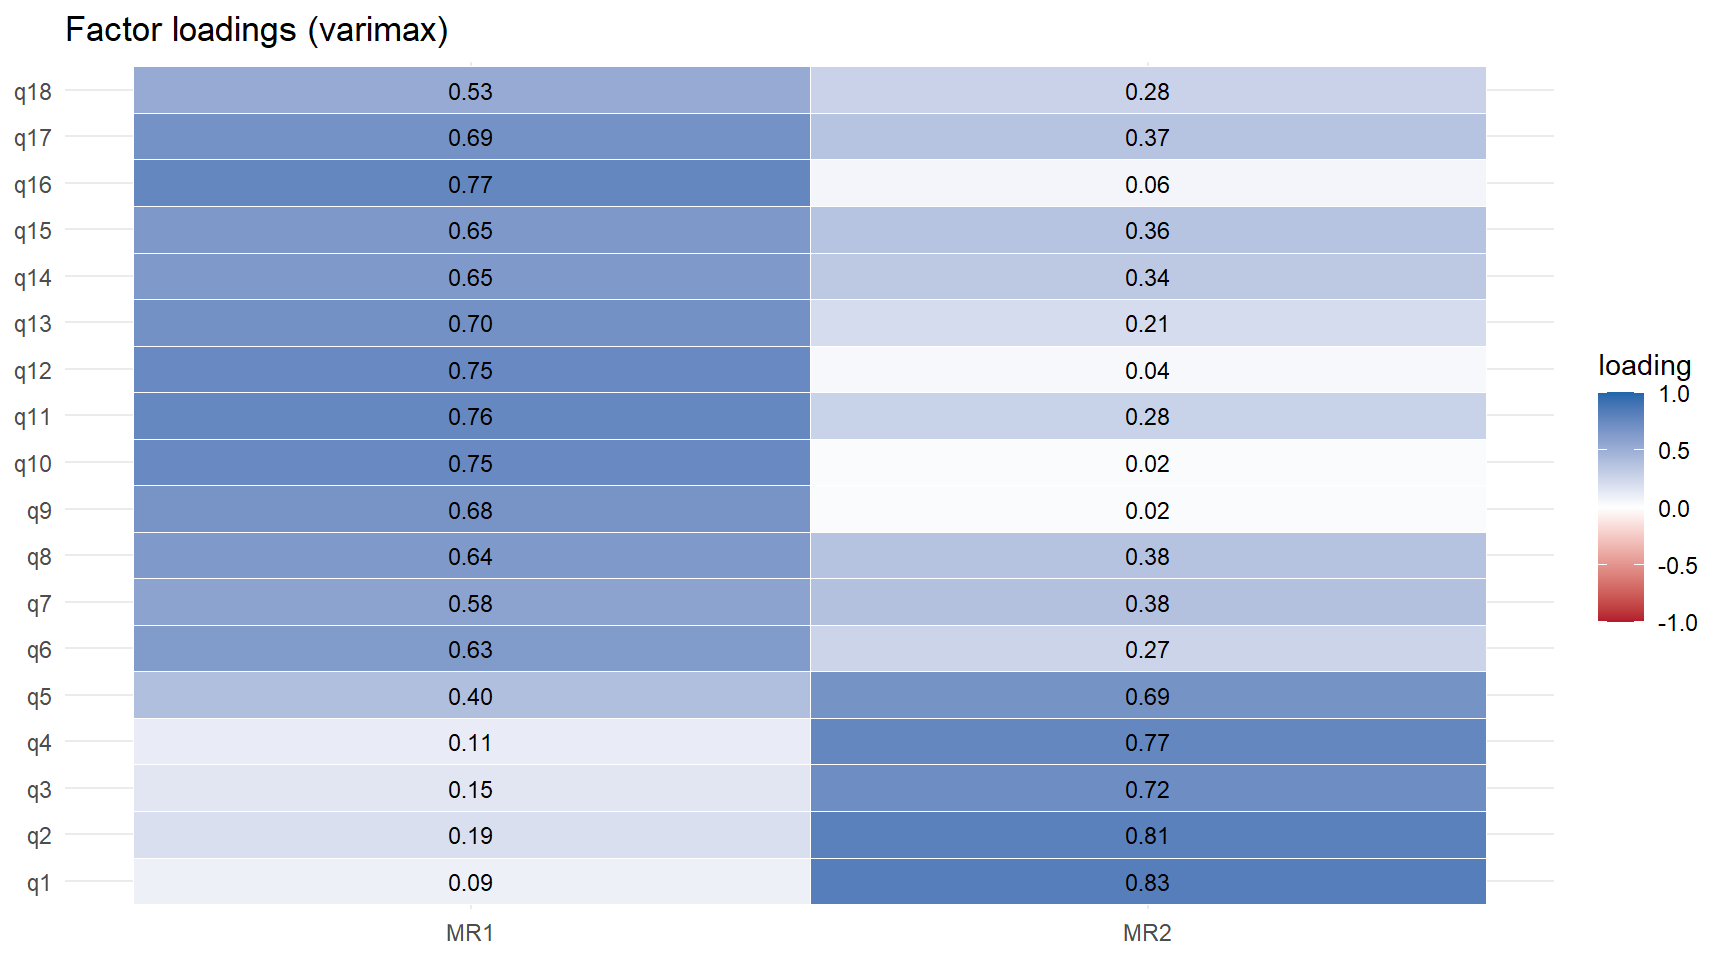 Factor loadings (varimax)
q18 0.53 0.28
q17 0.69 0.37
q16 0.77 0.06
q15 0.65 0.36
q14 0.65 0.34
q13 0.70 0.21
q12 0.75 0.04
q11 0.76 0.28
q10 0.75 0.02
q9 0.68 0.02
q8 0.64 0.38
q7 0.58 0.38
q6 0.63 0.27
q5 0.40 0.69
q4 0.11 0.77
q3 0.15 0.72
q2 0.19 0.81
q1 0.09 0.83
MR1 MR2
loading
1.0
0.5
0.0
-0.5
-1.0